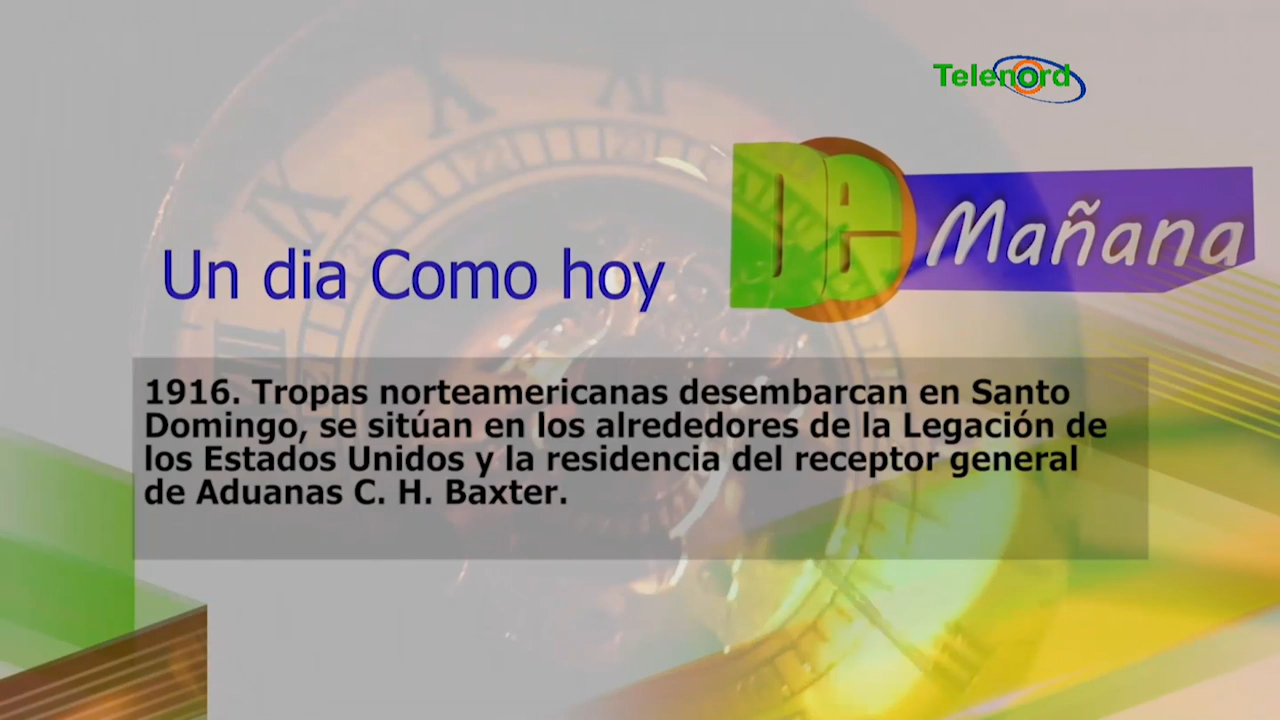 Telenord
De Mañana
Un dia Como hoy
1916. Tropas norteamericanas desembarcan en Santo
Domingo, se sitúan en los alrededores de la Legación de
los Estados Unidos y la residencia del receptor general
de Aduanas C. H. Baxter.